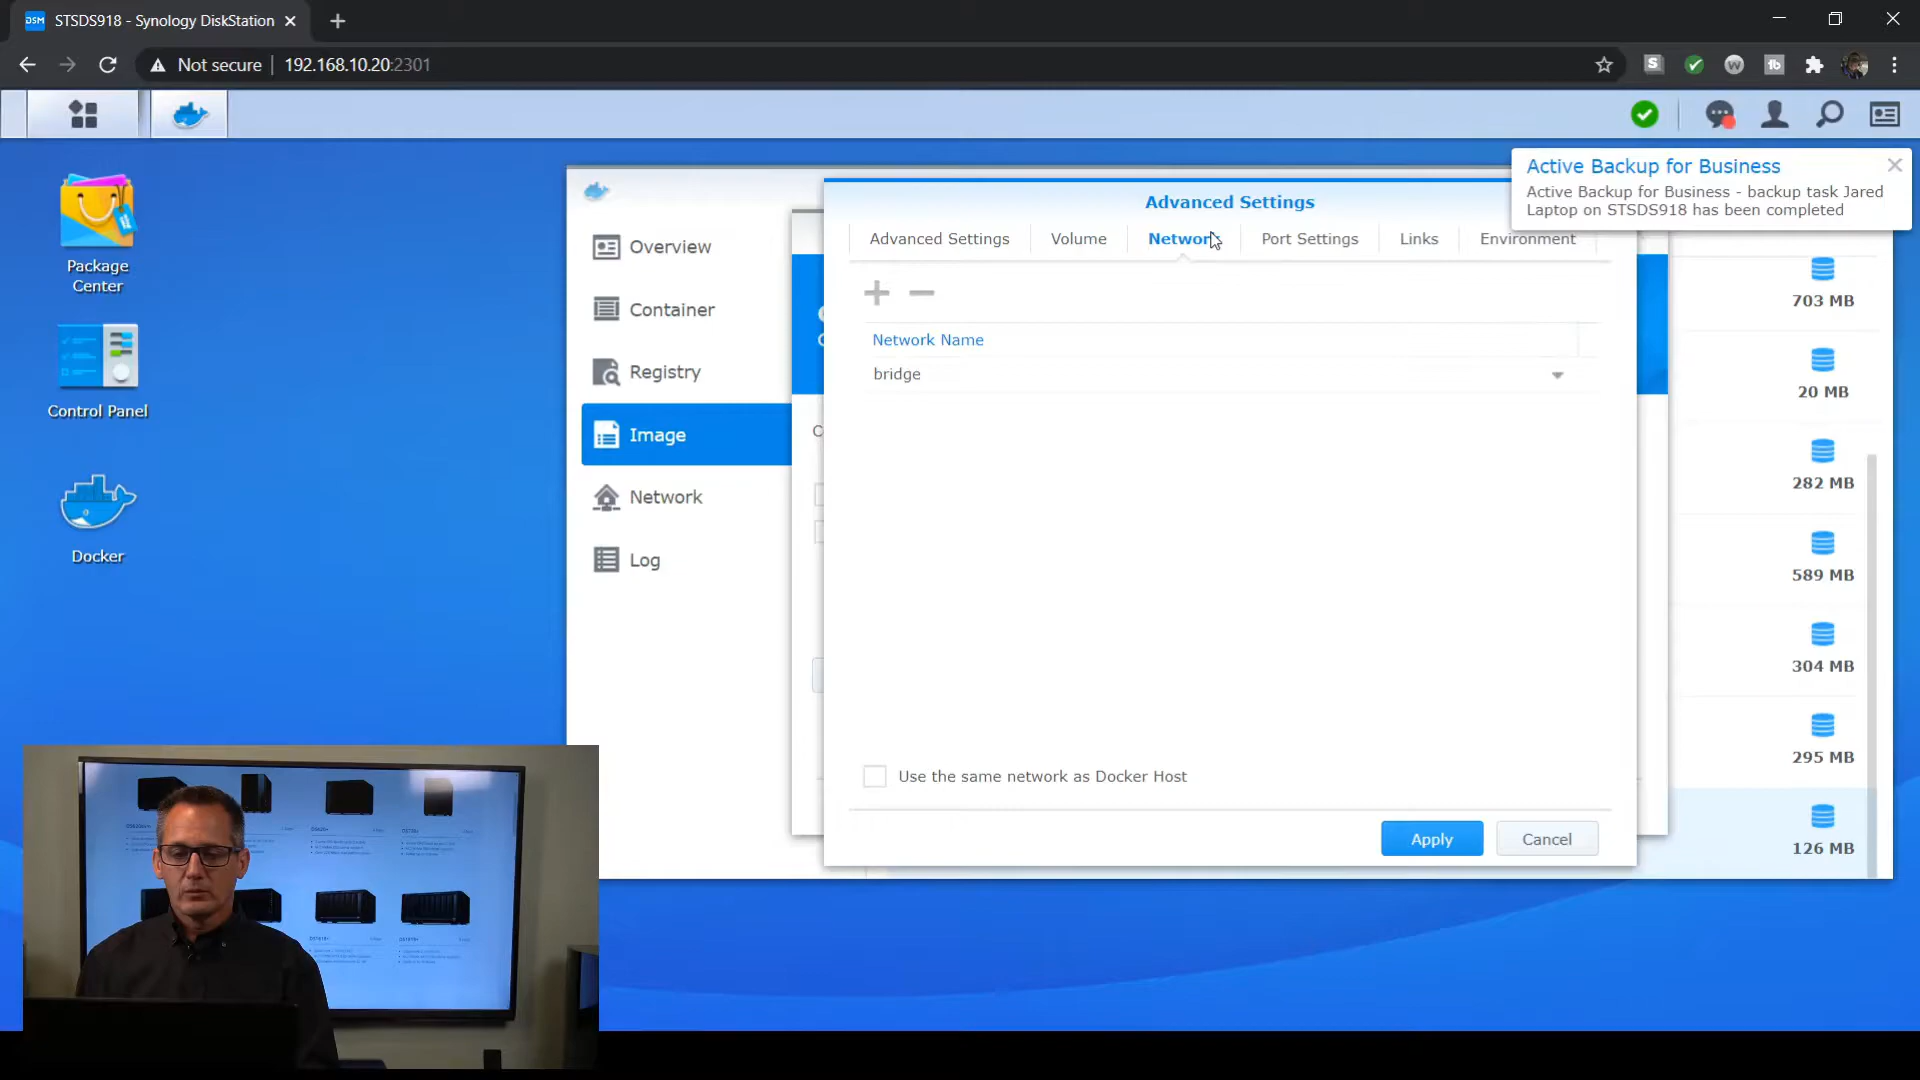 DSM STSDS918 - Synology DiskStation
Not secure 192.168.10.20:2301
Active Backup for Business
Active Backup for Business - backup task Jared
Laptop on STSDS918 has been completed
Package
Center
Control Panel
Docker
Overview
Container
Registry
Image
Network
Log
Advanced Settings
Advanced Settings Volume Network Port Settings Links Environment
Network Name
bridge
Use the same network as Docker Host
Apply Cancel
703 MB
20 MB
282 MB
589 MB
304 MB
295 MB
126 MB